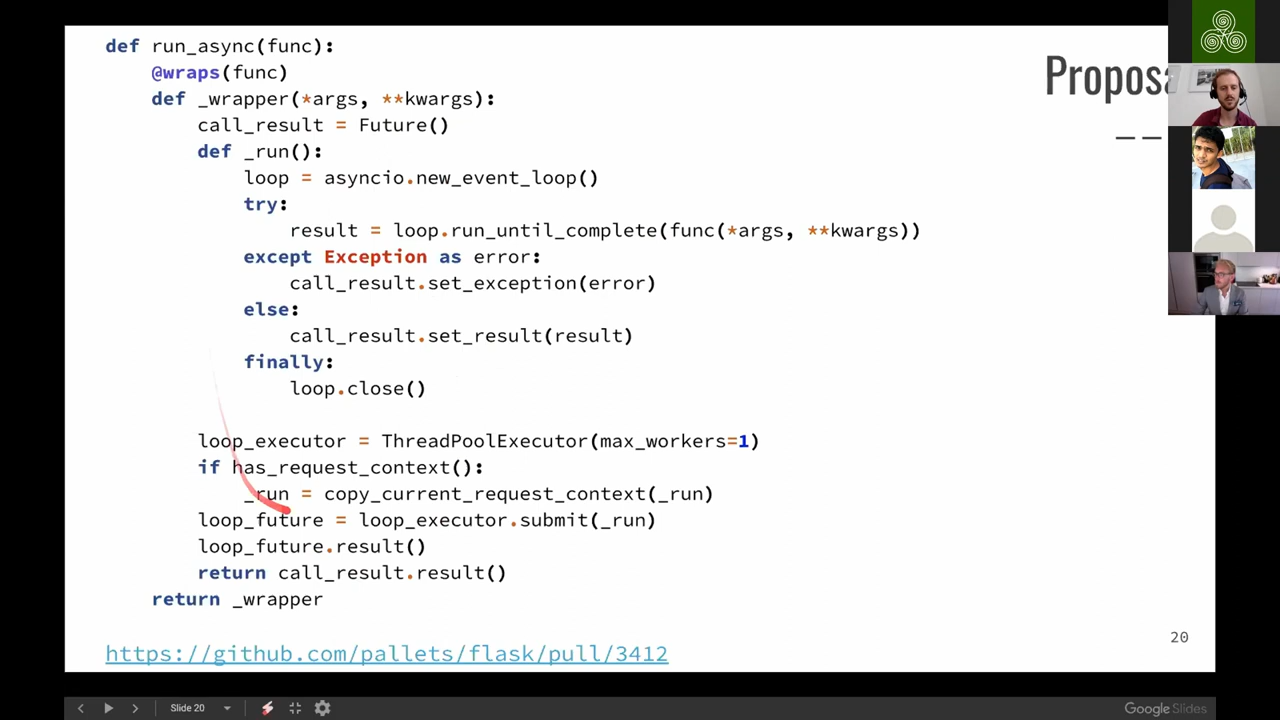 def run_async(func):
    @wraps(func)
    def _wrapper(*args, **kwargs):
        call_result = Future()
        def _run():
            loop = asyncio.new_event_loop()
            try:
                result = loop.run_until_complete(func(*args, **kwargs))
            except Exception as error:
                call_result.set_exception(error)
            else:
                call_result.set_result(result)
            finally:
                loop.close()
        loop_executor = ThreadPoolExecutor(max_workers=1)
        if has_request_context():
            _run = copy_current_request_context(_run)
        loop_future = loop_executor.submit(_run)
        loop_future.result()
        return call_result.result()
    return _wrapper
https://github.com/pallets/flask/pull/3412
Proposa
20
Slide 20
Google Slides